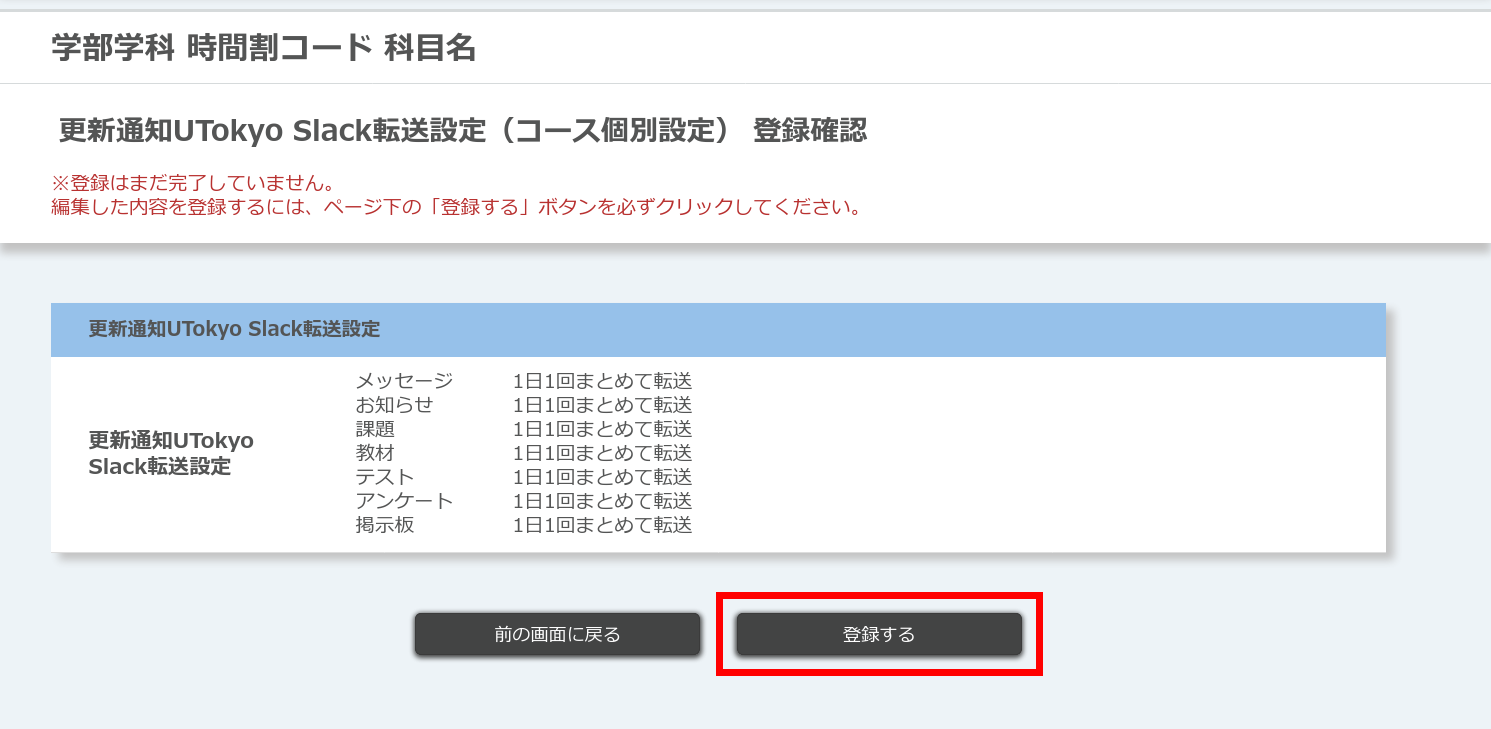 学部学科 時間割コード 科目名
更新通知UTokyo Slack転送設定（コース個別設定） 登録確認
※登録はまだ完了していません。
編集した内容を登録するには、ページ下の「登録する」ボタンを必ずクリックしてください。
更新通知UTokyo Slack転送設定
更新通知UTokyo
Slack転送設定
メッセージ 1日1回まとめて転送
お知らせ 1日1回まとめて転送
課題 1日1回まとめて転送
教材 1日1回まとめて転送
テスト 1日1回まとめて転送
アンケート 1日1回まとめて転送
掲示板 1日1回まとめて転送
前の画面に戻る 登録する